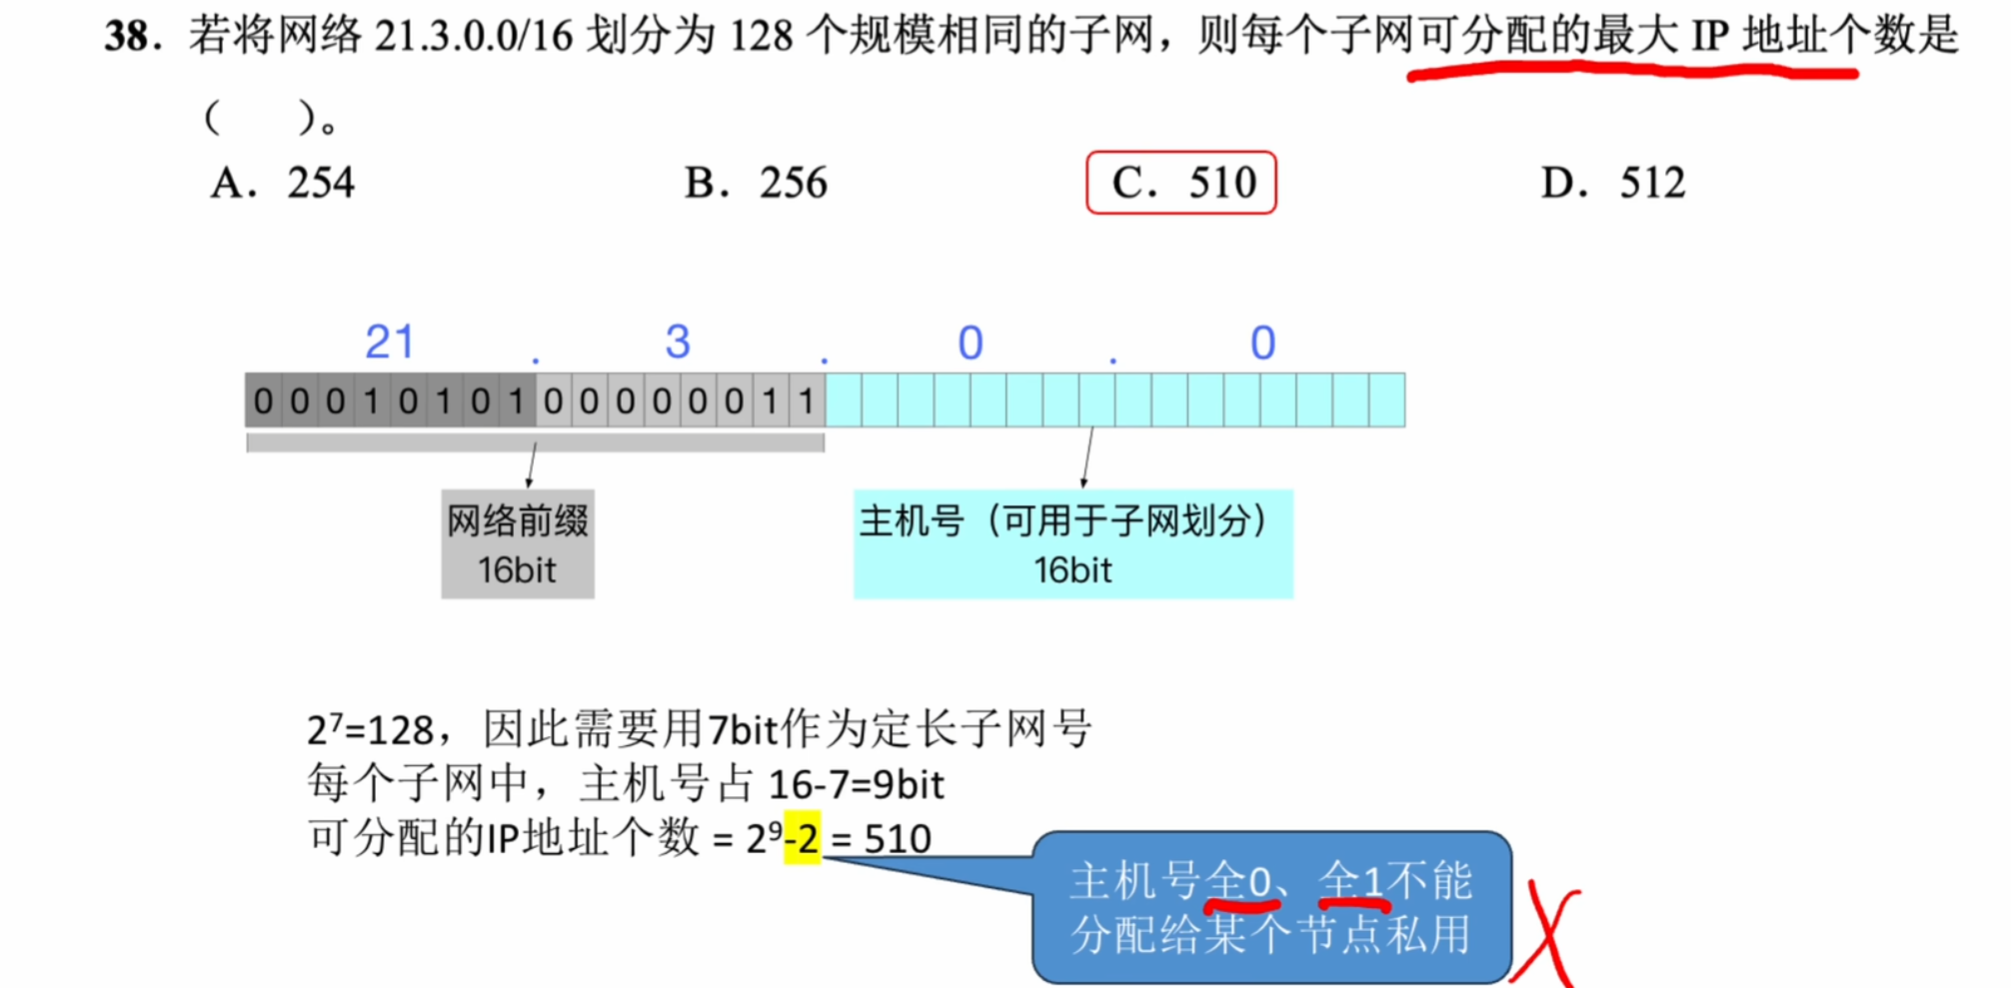 38. 若将网络 21.3.0.0/16 划分为 128 个规模相同的子网，则每个子网可分配的最大 IP 地址个数是
（　　）。
A. 254　B. 256　C. 510　D. 512
21 . 3 . 0 . 0
0 0 0 1 0 1 0 1 0 0 0 0 0 0 1 1
网络前缀
16bit
主机号（可用于子网划分）
16bit
2⁷=128，因此需要用7bit作为定长子网号
每个子网中，主机号占 16-7=9bit
可分配的IP地址个数 = 2⁹-2 = 510
主机号全0、全1不能
分配给某个节点私用